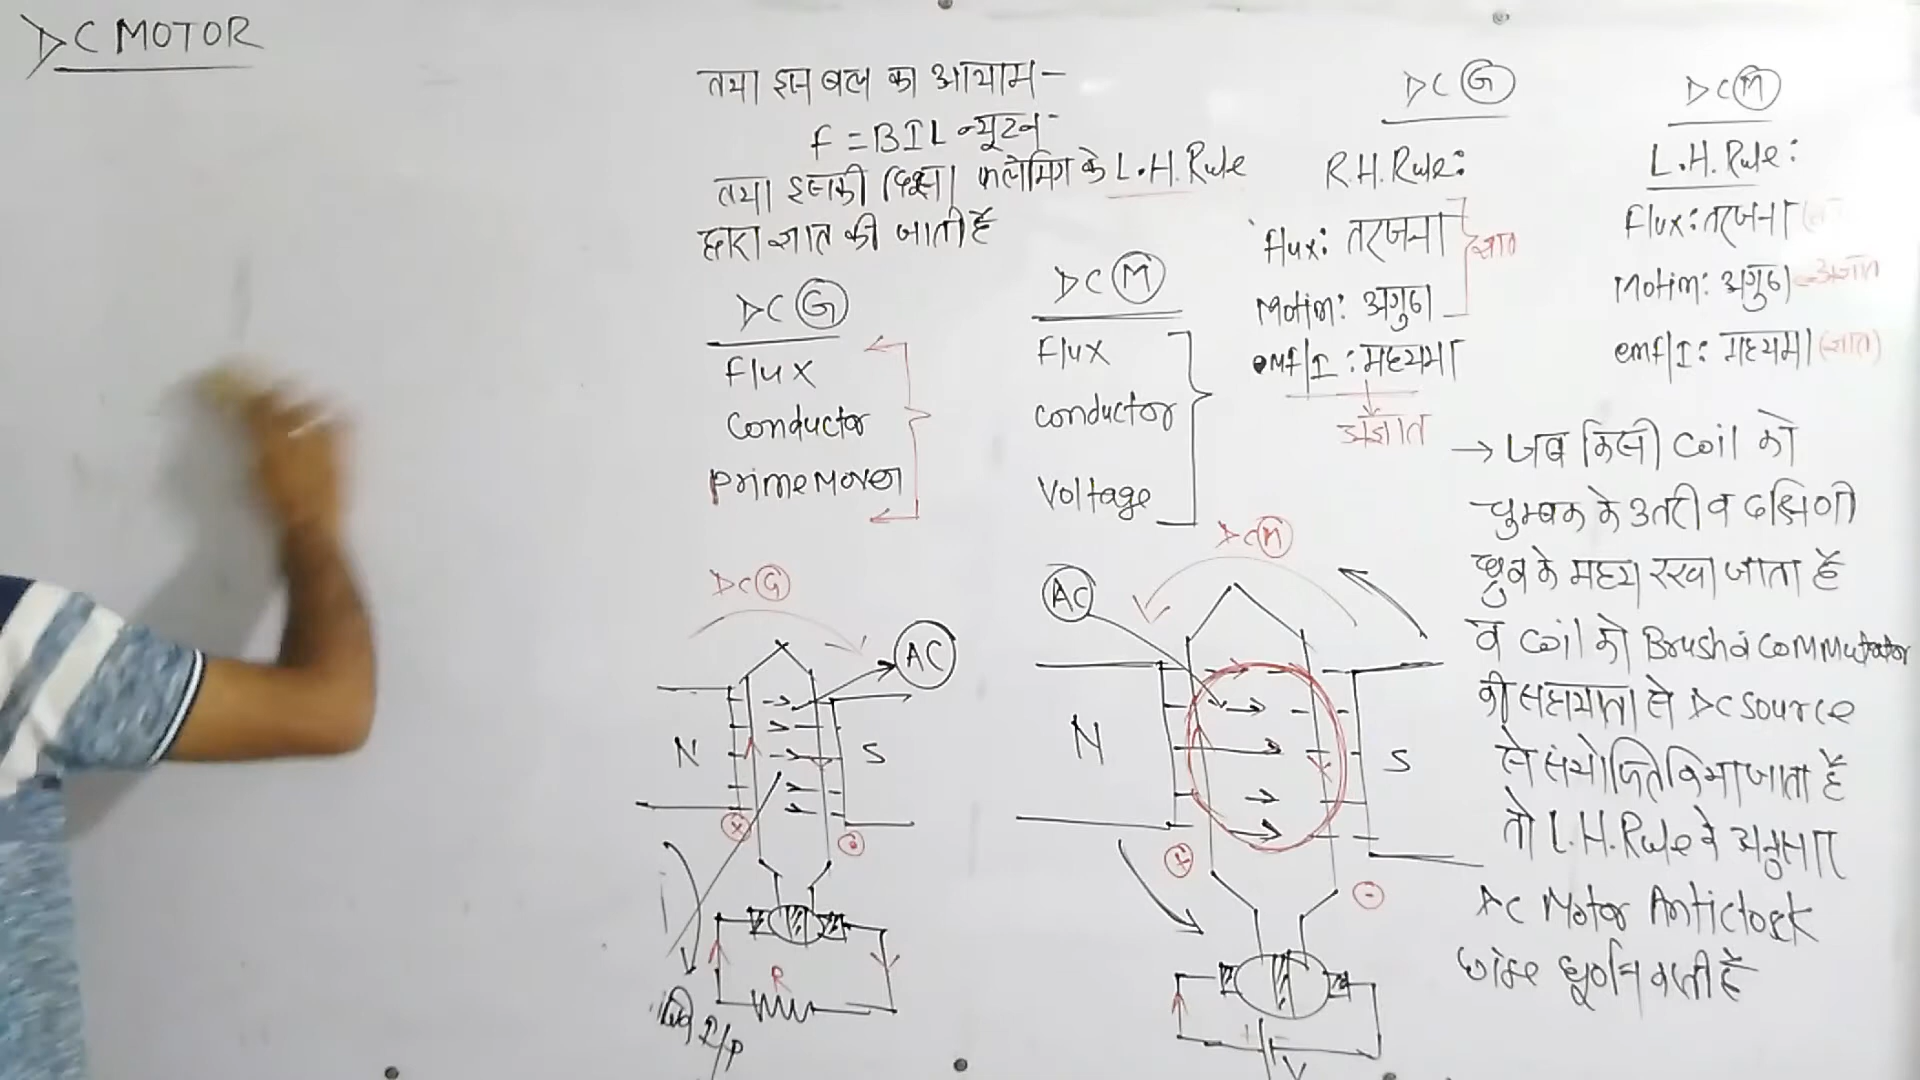 DC MOTOR
तथा इस बल का आयाम -
F = BIL न्यूटन -
तथा इसकी दिशा फ्लेमिंग के L.H. Rule
द्वारा ज्ञात की जाती है
DC G
Flux
Conductor
Prime Mover
DC M
Flux
Conductor
Voltage
DC G
R.H. Rule:
Flux: तरजना
Motion: अगुठा
ज्ञात
emf/I: मध्यमा
अज्ञात
DC M
L.H. Rule:
Flux: तरजना
Motion: अगुठा - अज्ञात
emf/I: मध्यमा (ज्ञात)
→ जब किसी Coil को
चुम्बक के उतरी व दक्षिणी
ध्रुव के मध्य रखा जाता है
व Coil को Brush व Commutator
की सहायता से DC Source
से संयोजित किया जाता है
तो L.H. Rule के अनुसार
DC Motor Anticlock
wise घूर्णन करती है
DC G
AC
N
S
×
R
I/P
DC M
AC
N
S
+
-
+ -
V